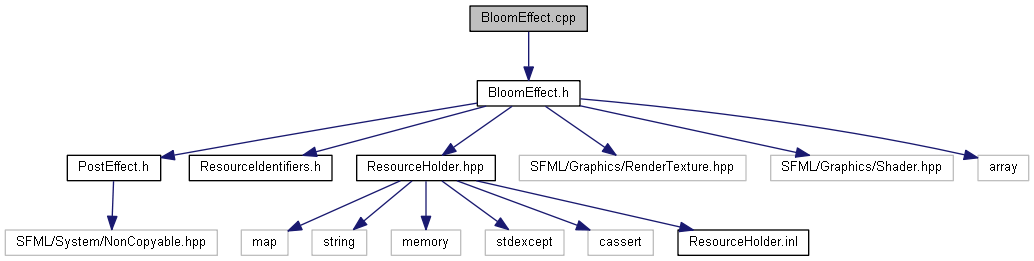 BloomEffect.cpp
BloomEffect.h
PostEffect.h
ResourceIdentifiers.h
ResourceHolder.hpp
SFML/Graphics/RenderTexture.hpp
SFML/Graphics/Shader.hpp
array
SFML/System/NonCopyable.hpp
map
string
memory
stdexcept
cassert
ResourceHolder.inl